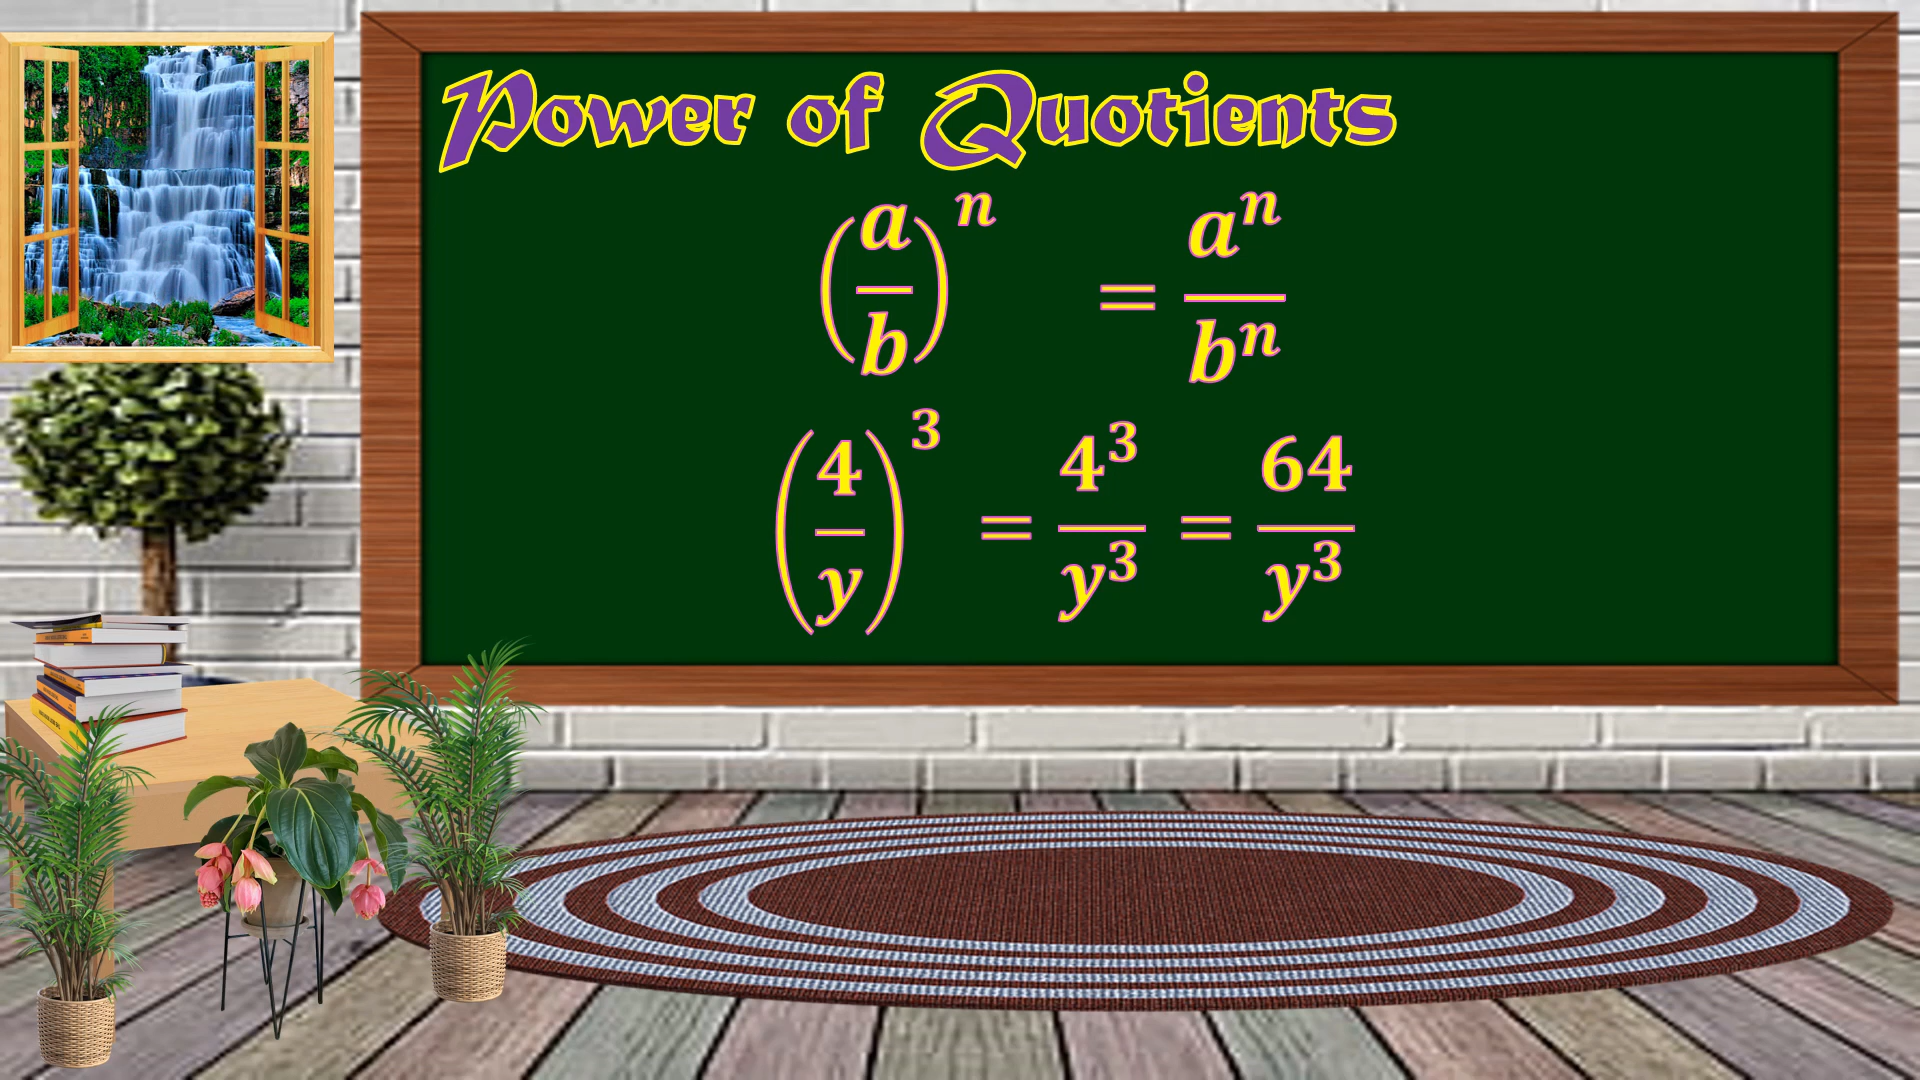 Power of Quotients
(a/b)^n = a^n/b^n
(4/y)^3 = 4^3/y^3 = 64/y^3